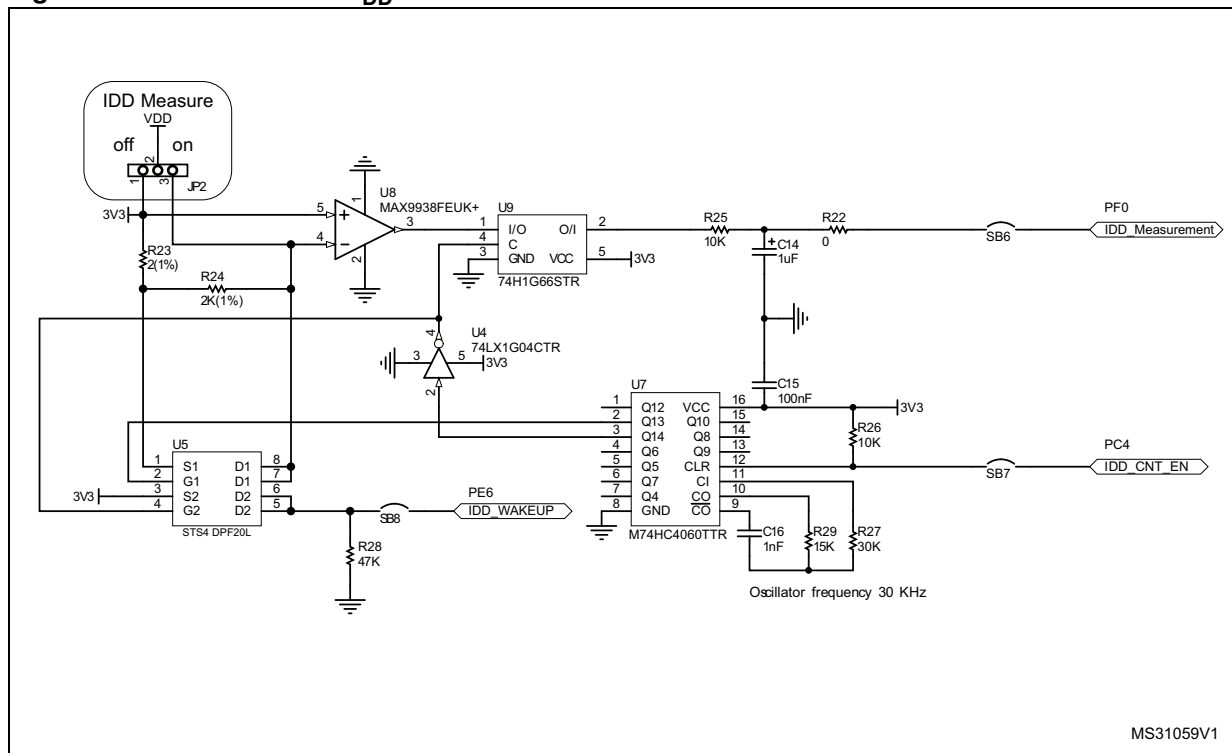 DD
IDD Measure
VDD
off on
2
1 3
JP2
3V3
R23
2(1%)
R24
2K(1%)
U8
MAX9938FEUK+
5 +
4 −
1
2
3
U9
1 I/O O/I 2
4 C
3 GND VCC 5
3V3
74H1G66STR
R25
10K
R22
0
C14
+
1uF
SB6
PF0
IDD_Measurement
U4
74LX1G04CTR
4
3 5
3V3
2
C15
100nF
U7
1 Q12 VCC 16
2 Q13 Q10 15
3 Q14 Q8 14
4 Q6 Q9 13
5 Q5 CLR 12
6 Q7 CI 11
7 Q4 CO 10
8 GND CO 9
M74HC4060TTR
3V3
R26
10K
SB7
PC4
IDD_CNT_EN
U5
1 S1 D1 8
2 G1 D1 7
3 S2 D2 6
4 G2 D2 5
3V3
STS4 DPF20L
R28
47K
SB8
PE6
IDD_WAKEUP
C16
1nF
R29
15K
R27
30K
Oscillator frequency 30 KHz
MS31059V1